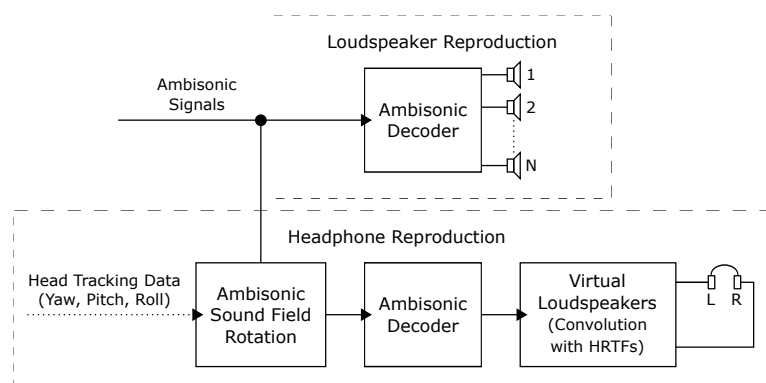 Loudspeaker Reproduction
Ambisonic
Signals
Ambisonic
Decoder
1
2
N
Headphone Reproduction
Head Tracking Data
(Yaw, Pitch, Roll)
Ambisonic
Sound Field
Rotation
Ambisonic
Decoder
Virtual
Loudspeakers
(Convolution
with HRTFs)
L R